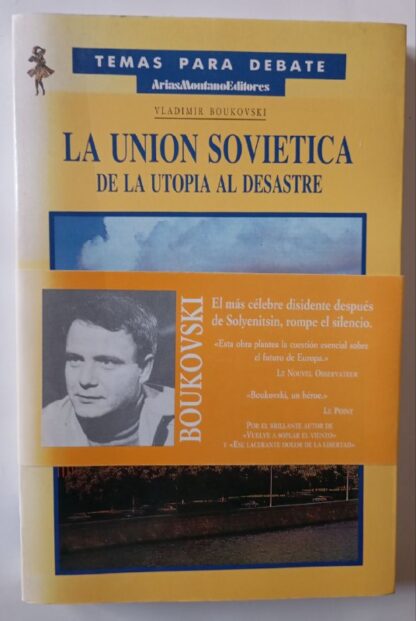 TEMAS PARA DEBATE
AriasMontanoEditores
VLADIMIR BOUKOVSKI
LA UNION SOVIETICA
DE LA UTOPIA AL DESASTRE
BOUKOVSKI
El más célebre disidente después
de Solyenitsin, rompe el silencio.
«Esta obra plantea la cuestión esencial sobre
el futuro de Europa.»
LE NOUVEL OBSERVATEUR
«Boukovski, un héroe.»
LE POINT
POR EL BRILLANTE AUTOR DE
«VUELVE A SOPLAR EL VIENTO»
Y «ESE LACERANTE DOLOR DE LA LIBERTAD»